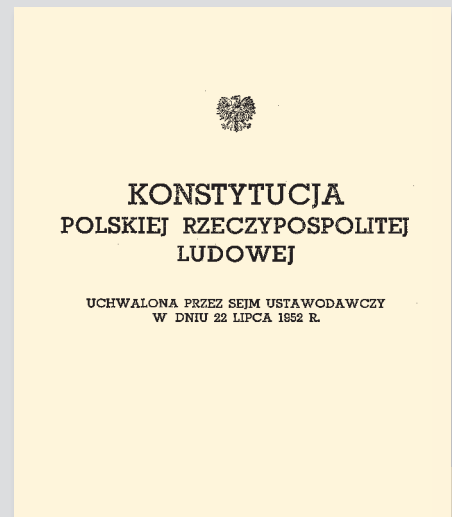 KONSTYTUCJA
POLSKIEJ RZECZYPOSPOLITEJ
LUDOWEJ
UCHWALONA PRZEZ SEJM USTAWODAWCZY
W DNIU 22 LIPCA 1952 R.